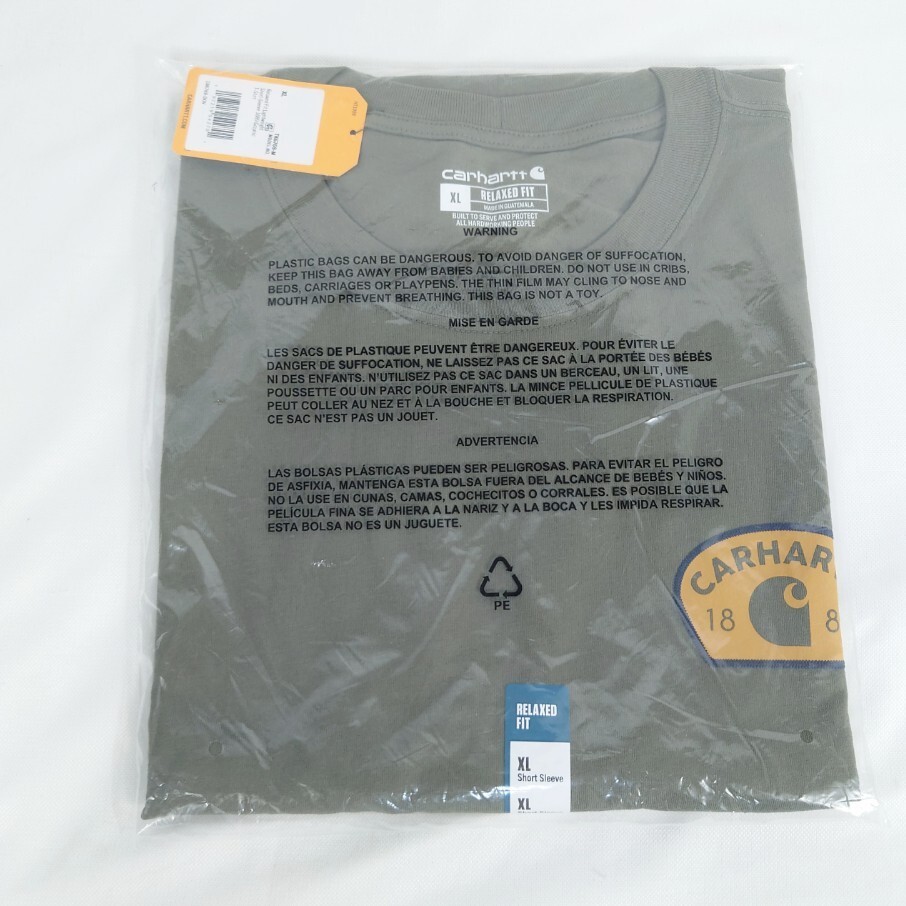 XL
carhartt
XL
RELAXED FIT
MADE IN GUATEMALA
BUILT TO SERVE AND PROTECT
ALL HARDWORKING PEOPLE
WARNING
PLASTIC BAGS CAN BE DANGEROUS. TO AVOID DANGER OF SUFFOCATION,
KEEP THIS BAG AWAY FROM BABIES AND CHILDREN. DO NOT USE IN CRIBS,
BEDS, CARRIAGES OR PLAYPENS. THE THIN FILM MAY CLING TO NOSE AND
MOUTH AND PREVENT BREATHING. THIS BAG IS NOT A TOY.
MISE EN GARDE
LES SACS DE PLASTIQUE PEUVENT ÊTRE DANGEREUX. POUR ÉVITER LE
DANGER DE SUFFOCATION, NE LAISSEZ PAS CE SAC À LA PORTÉE DES BÉBÉS
NI DES ENFANTS. N'UTILISEZ PAS CE SAC DANS UN BERCEAU, UN LIT, UNE
POUSSETTE OU UN PARC POUR ENFANTS. LA MINCE PELLICULE DE PLASTIQUE
PEUT COLLER AU NEZ ET À LA BOUCHE ET BLOQUER LA RESPIRATION.
CE SAC N'EST PAS UN JOUET.
ADVERTENCIA
LAS BOLSAS PLÁSTICAS PUEDEN SER PELIGROSAS. PARA EVITAR EL PELIGRO
DE ASFIXIA, MANTENGA ESTA BOLSA FUERA DEL ALCANCE DE BEBÉS Y NIÑOS.
NO LA USE EN CUNAS, CAMAS, COCHECITOS O CORRALES. ES POSIBLE QUE LA
PELÍCULA FINA SE ADHIERA A LA NARIZ Y A LA BOCA Y LES IMPIDA RESPIRAR.
ESTA BOLSA NO ES UN JUGUETE.
PE
CARHAR
18 8
RELAXED
FIT
XL
Short Sleeve
XL